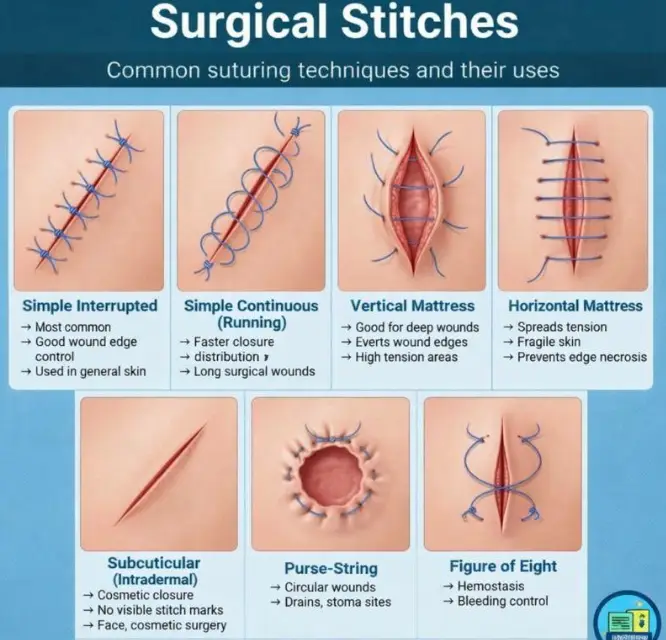 Surgical Stitches
Common suturing techniques and their uses
Simple Interrupted
→ Most common
→ Good wound edge
control
→ Used in general skin
Simple Continuous
(Running)
→ Faster closure
→ distribution
→ Long surgical wounds
Vertical Mattress
→ Good for deep wounds
→ Everts wound edges
→ High tension areas
Horizontal Mattress
→ Spreads tension
→ Fragile skin
→ Prevents edge necrosis
Subcuticular
(Intradermal)
→ Cosmetic closure
→ No visible stitch marks
→ Face, cosmetic surgery
Purse-String
→ Circular wounds
→ Drains, stoma sites
Figure of Eight
→ Hemostasis
→ Bleeding control